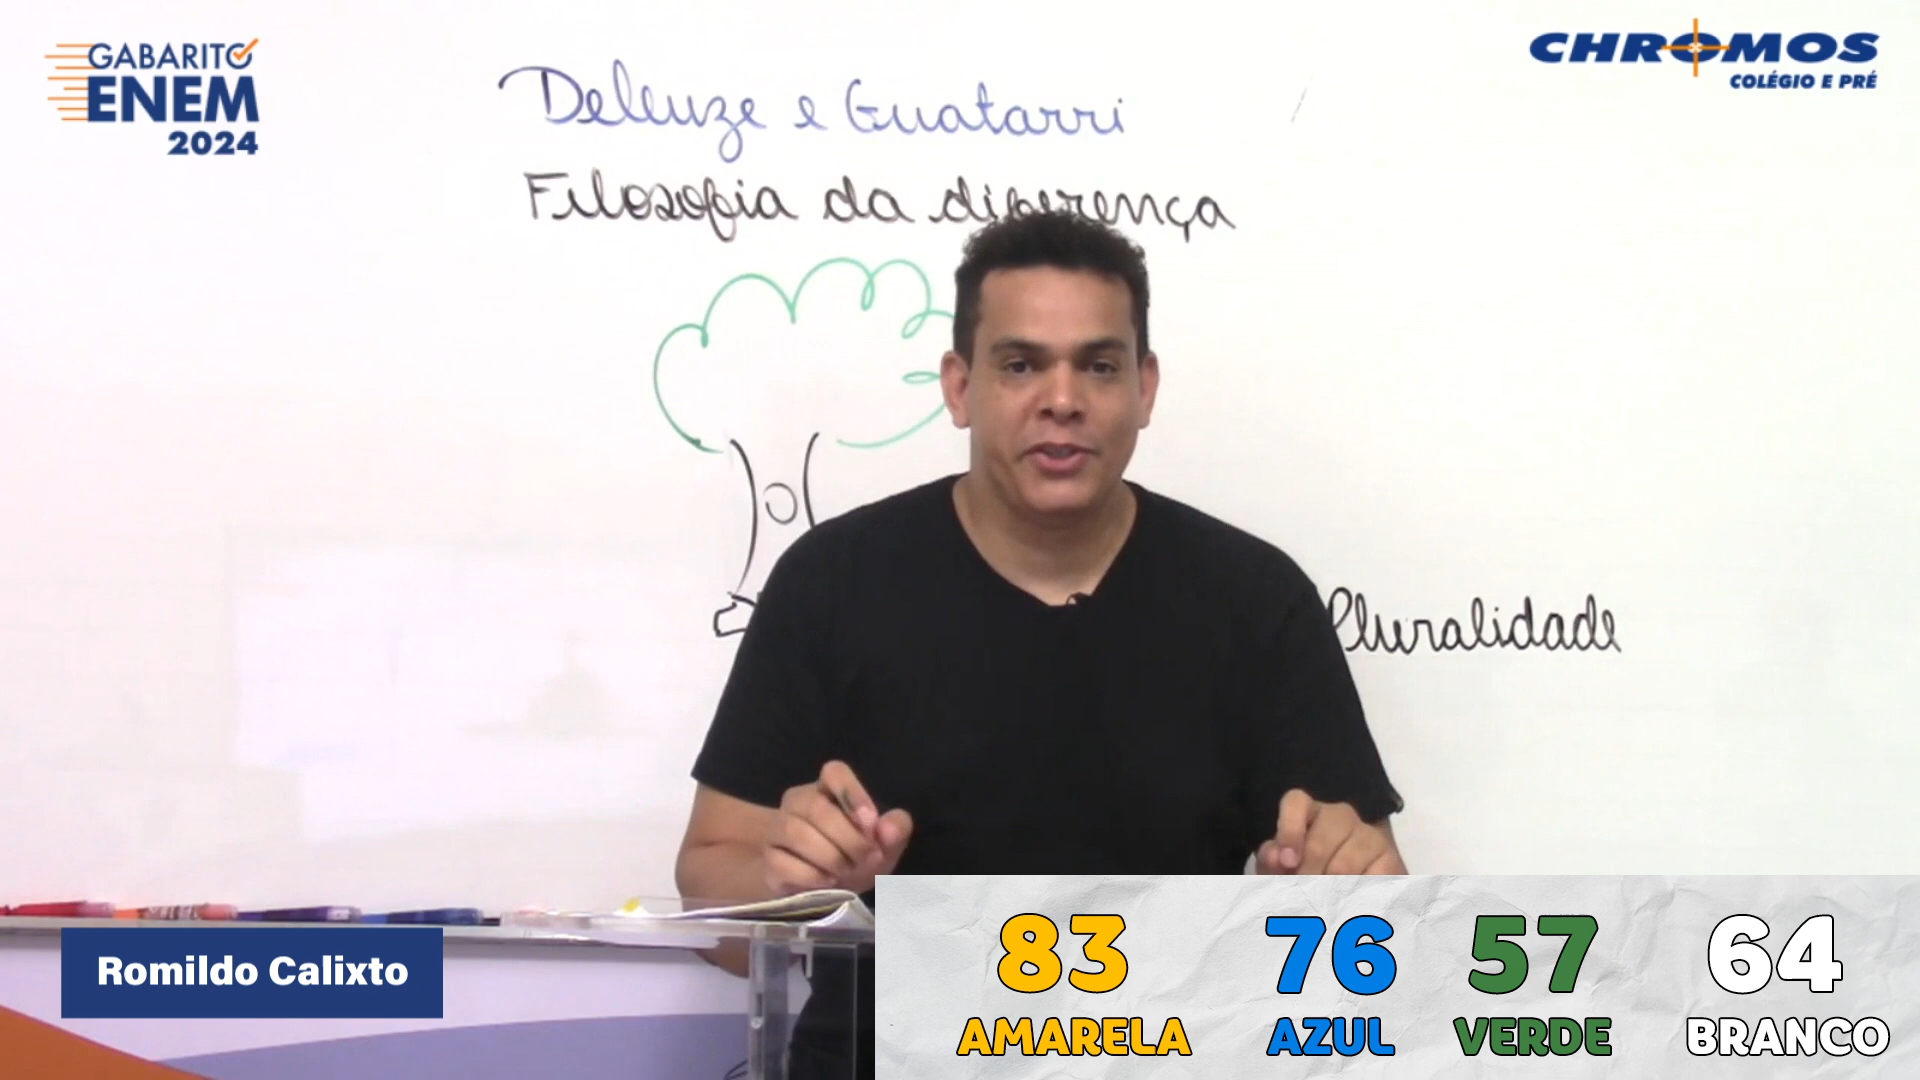 GABARITO
ENEM
2024
CHROMOS
COLÉGIO E PRÉ
Deleuze e Guatarri
Filosofia da diferença
Pluralidade
Romildo Calixto
83 76 57 64
AMARELA AZUL VERDE BRANCO